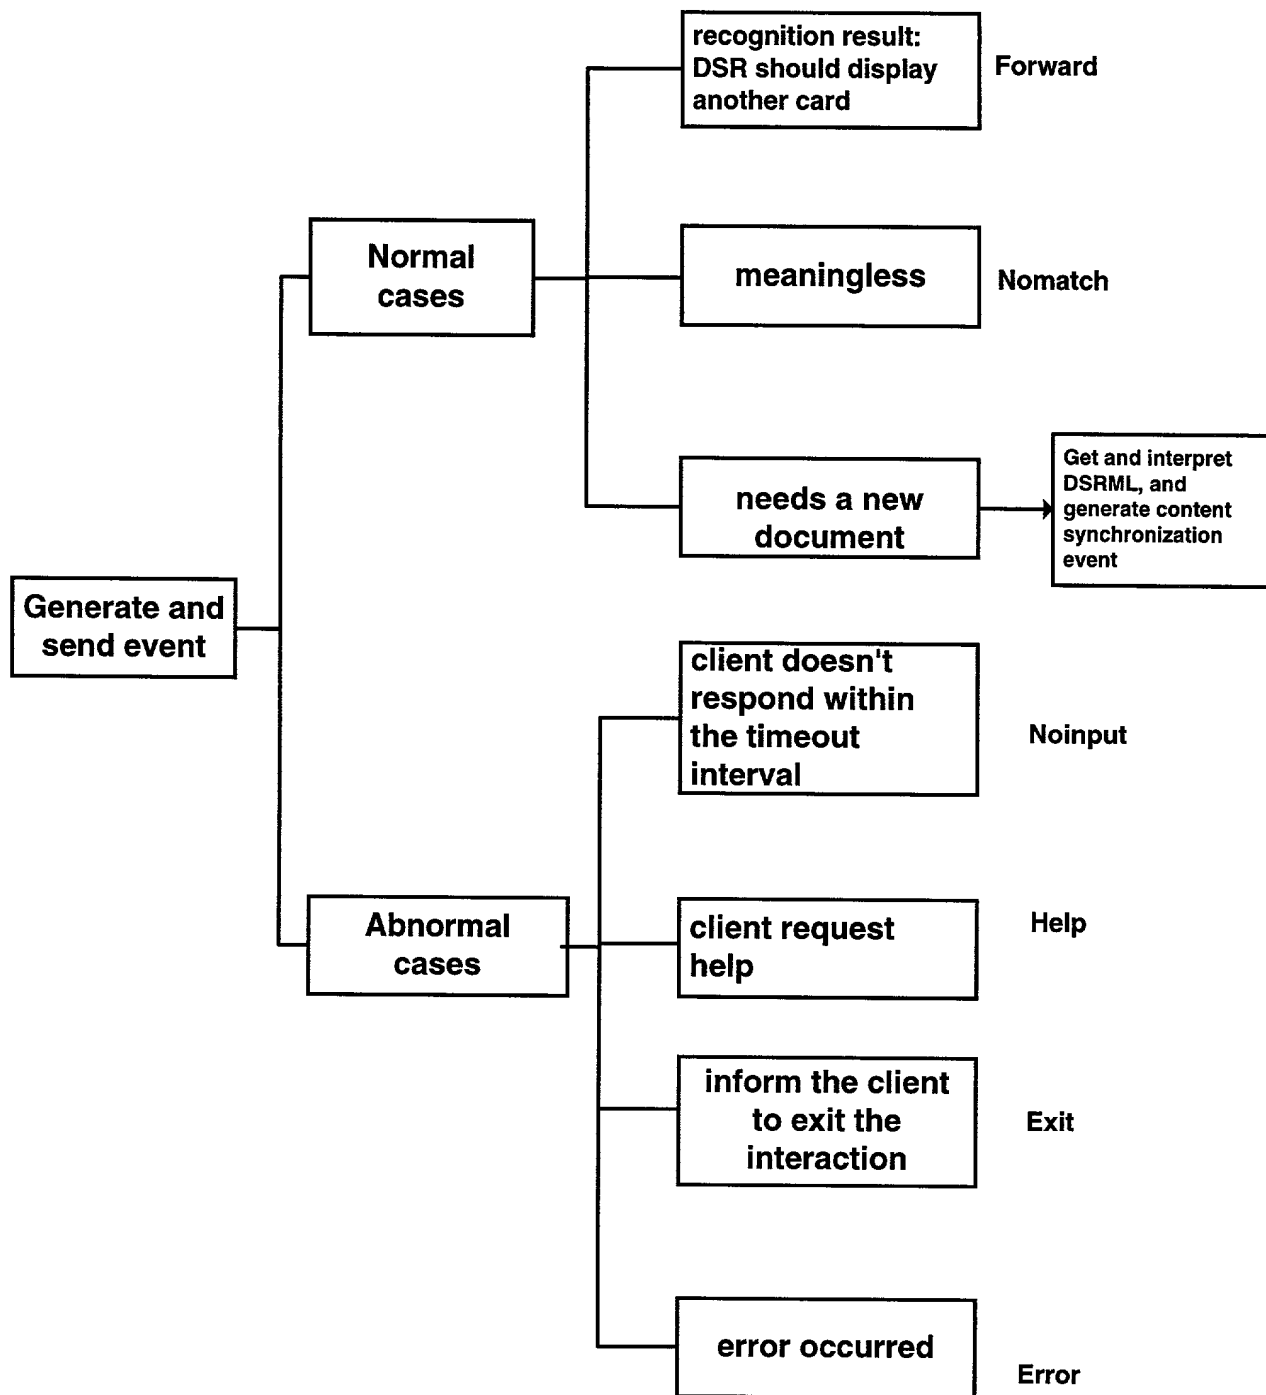 recognition result:
DSR should display
another card
Forward
Normal
cases
meaningless
Nomatch
needs a new
document
Get and interpret
DSRML, and
generate content
synchronization
event
Generate and
send event
client doesn't
respond within
the timeout
interval
Noinput
Abnormal
cases
client request
help
Help
inform the client
to exit the
interaction
Exit
error occurred
Error